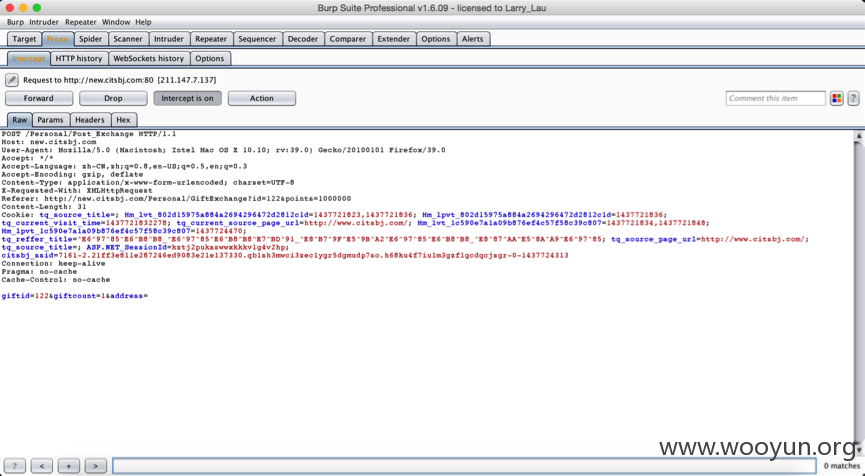 Burp Suite Professional v1.6.09 - licensed to Larry_Lau
Burp Intruder Repeater Window Help
Target Proxy Spider Scanner Intruder Repeater Sequencer Decoder Comparer Extender Options Alerts
Intercept HTTP history WebSockets history Options
Request to http://new.citsbj.com:80 [211.147.7.137]
Forward Drop Intercept is on Action Comment this item ?
Raw Params Headers Hex
POST /Personal/Post_Exchange HTTP/1.1
Host: new.citsbj.com
User-Agent: Mozilla/5.0 (Macintosh; Intel Mac OS X 10.10; rv:39.0) Gecko/20100101 Firefox/39.0
Accept: */*
Accept-Language: zh-CN,zh;q=0.8,en-US;q=0.5,en;q=0.3
Accept-Encoding: gzip, deflate
Content-Type: application/x-www-form-urlencoded; charset=UTF-8
X-Requested-With: XMLHttpRequest
Referer: http://new.citsbj.com/Personal/GiftExchange?id=122&points=1000000
Content-Length: 31
Cookie: tq_source_title=; Hm_lvt_802d15975a884a2694296472d2812c1d=1437721823,1437721836; Hm_lpvt_802d15975a884a2694296472d2812c1d=1437721836;
tq_current_visit_time=1437721832278; tq_current_source_page_url=http://www.citsbj.com/; Hm_lvt_1c590e7a1a09b876ef4c57f58c39c807=1437721834,1437721848;
Hm_lpvt_1c590e7a1a09b876ef4c57f58c39c807=1437724470;
tq_reffer_title=^E6^97^85^E6^B8^B8_^E6^97^85^E6^B8^B8^E7^BD^91_^E8^B7^9F^E5^9B^A2^E6^97^85^E6^B8^B8_^E8^87^AA^E5^8A^A9^E6^97^85; tq_source_page_url=http://www.citsbj.com/;
tq_source_title=; ASP.NET_SessionId=kztj2pukaswwxkkkv1g4v2hp;
citsbj_ssid=7161-2.21ff3e811e287246ed9083e21e137330.qblsh3mwci3zec1ygr5dgmudp7so.h68ku4f7iulm3gzf1gcdqcjsgr-0-1437724313
Connection: keep-alive
Pragma: no-cache
Cache-Control: no-cache
giftid=122&giftcount=1&address=
www.wooyun.org
? < + > 0 matches